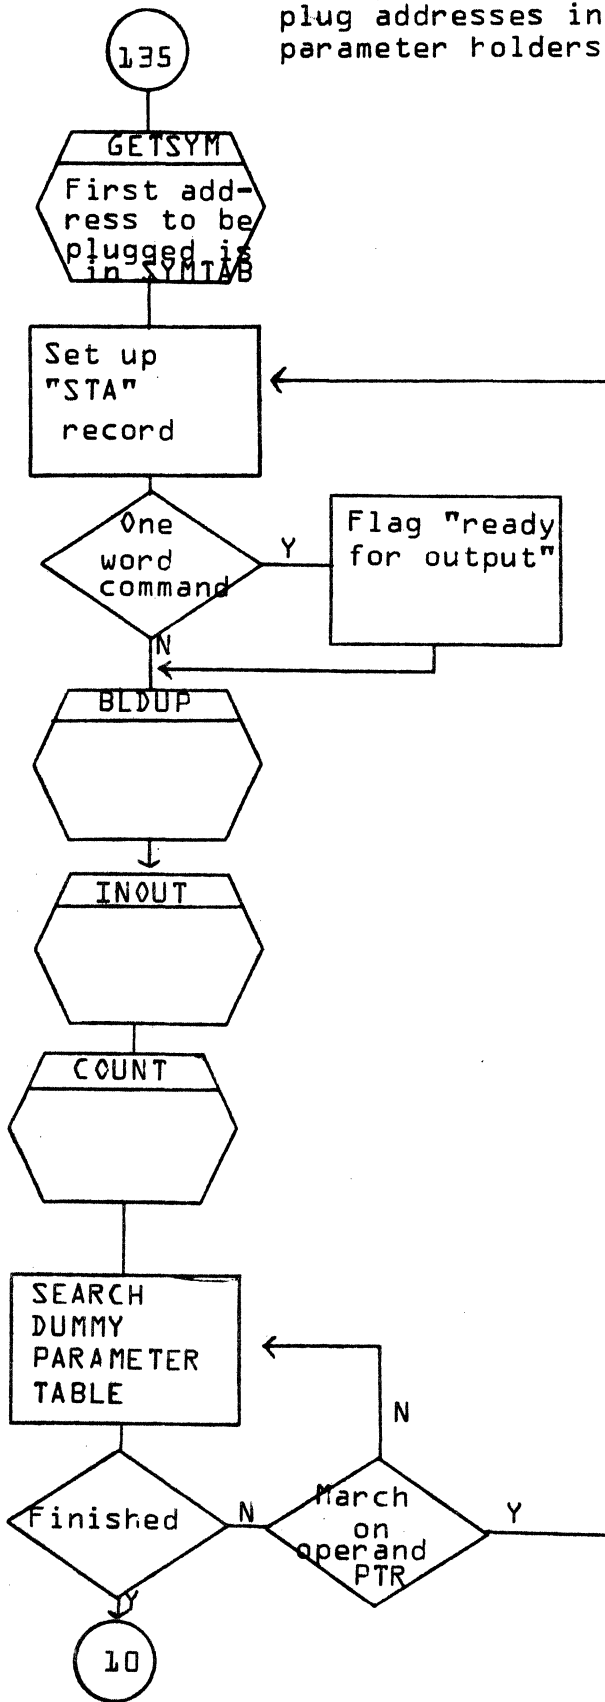 plug addresses in
parameter holders
135
GETSYM
First add-
ress to be
plugged is
in SYMTAB
Set up
"STA"
record
One
word
command
Y
Flag "ready
for output"
N
BLDUP
INOUT
COUNT
SEARCH
DUMMY
PARAMETER
TABLE
N
Finished
N
March
on
operand
PTR
Y
Y
10